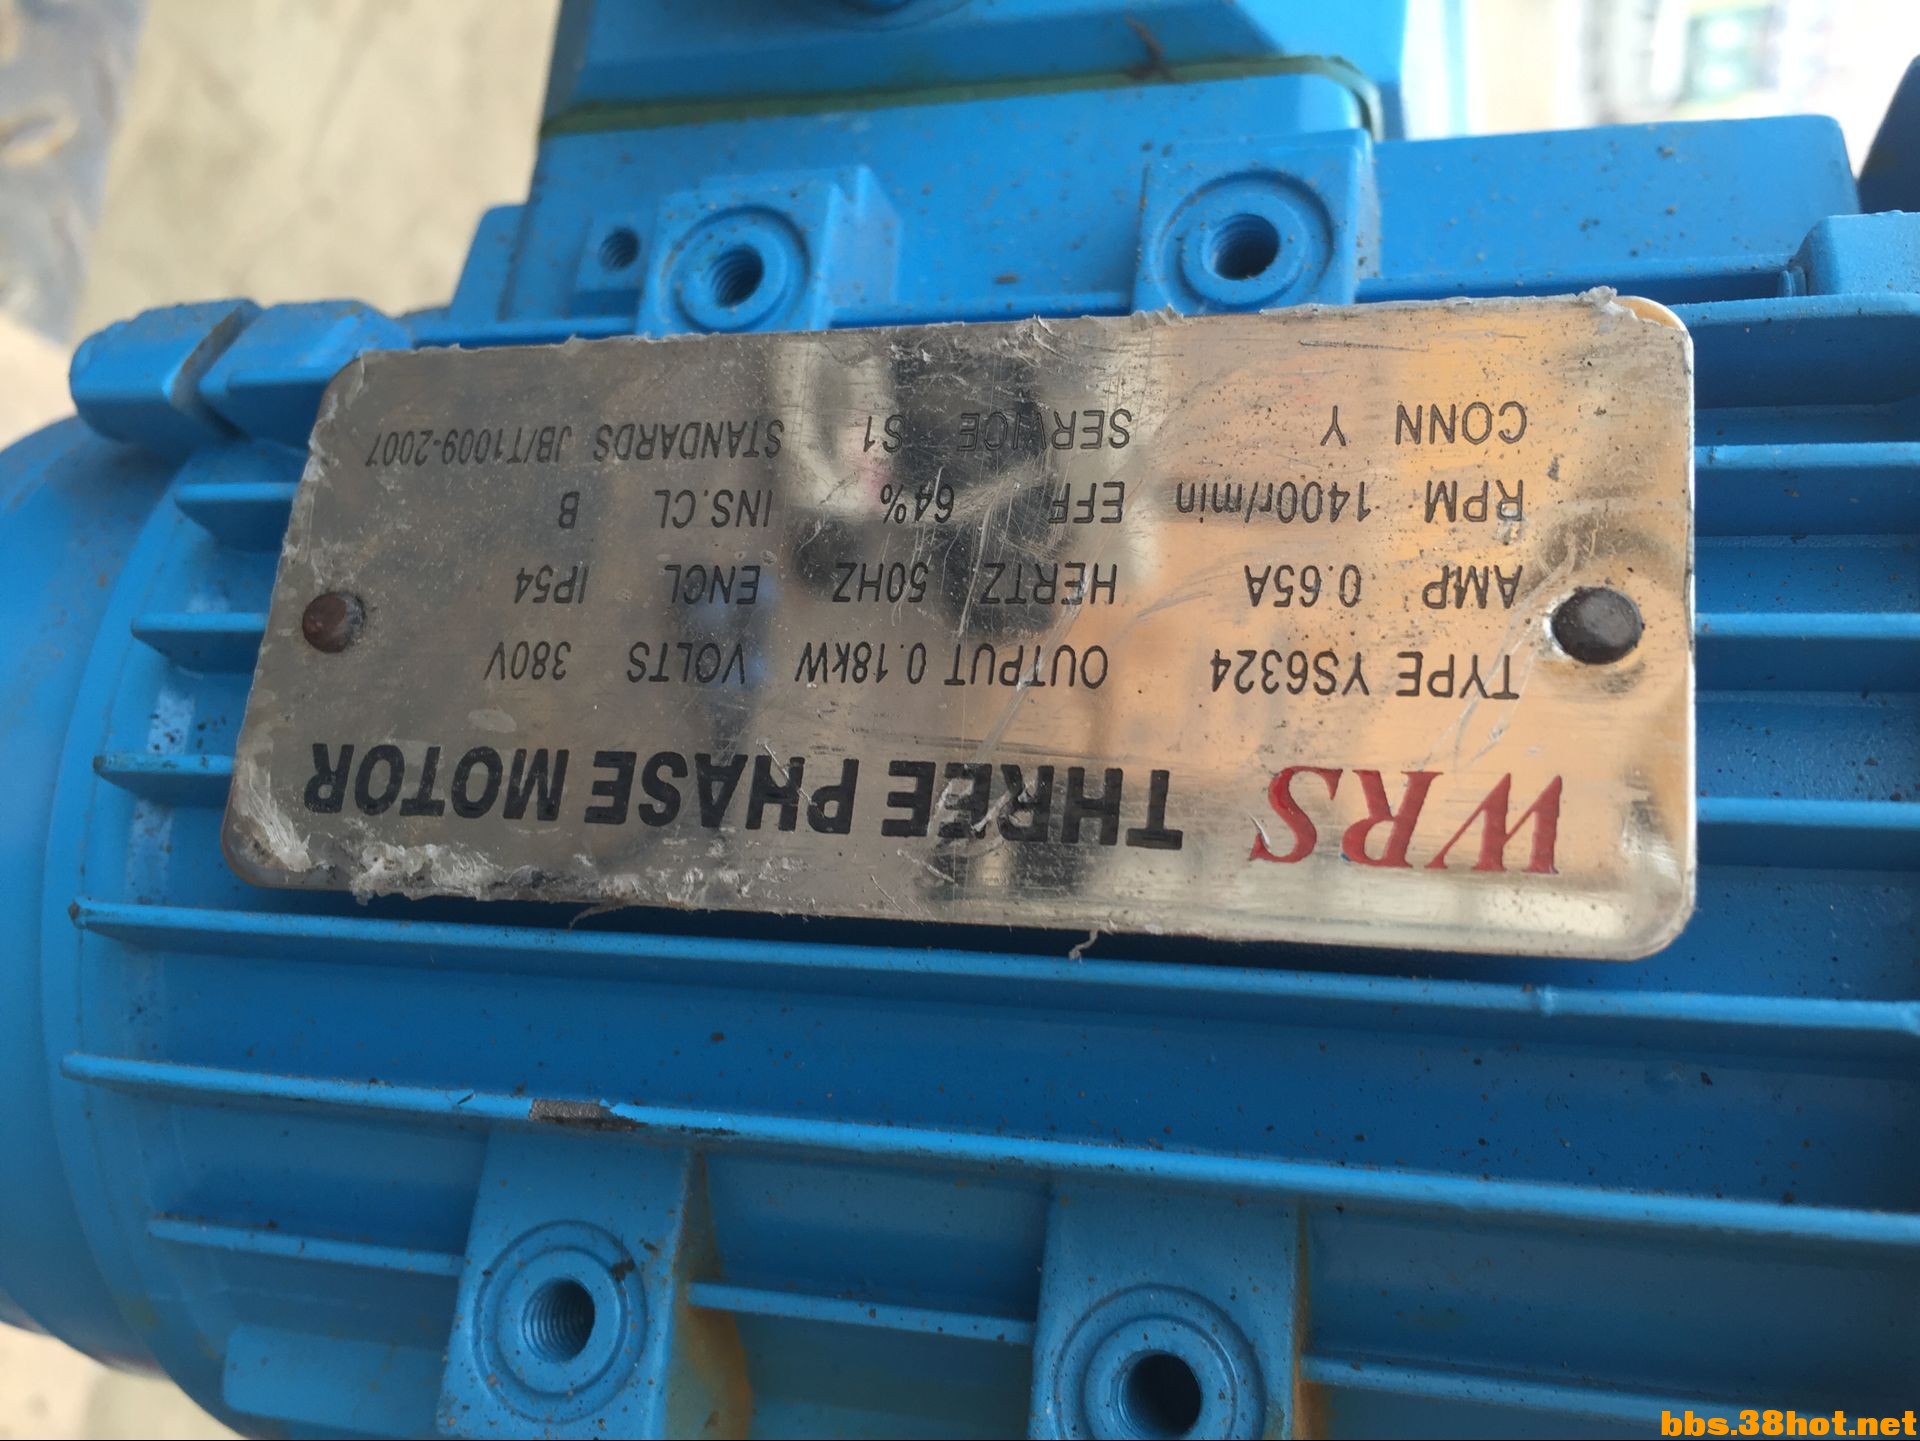 WRS THREE PHASE MOTOR
TYPE YS6324 OUTPUT 0.18kW VOLTS 380V
AMP 0.65A HERTZ 50HZ ENCL IP54
RPM 1400r/min EFF 64% INS.CL B
CONN Y SERVICE S1 STANDARDS JB/T1009-2007
bbs.38hot.net